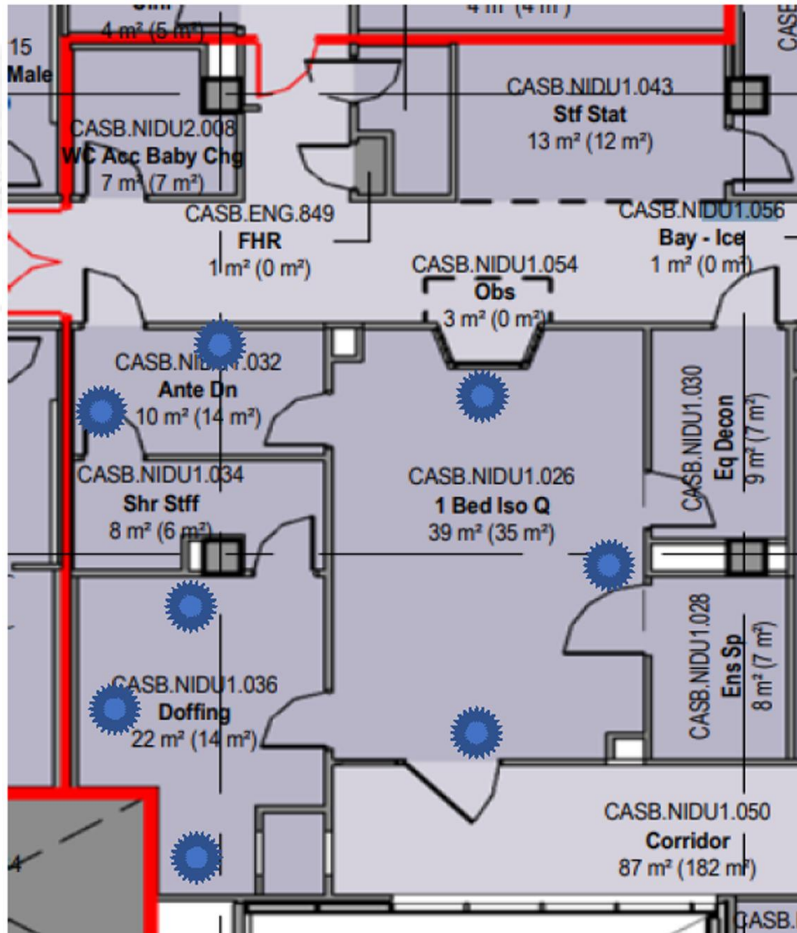 4 m² (5 m²)
4 m² (4 m²)
15
Male
CASB.NIDU2.008
WC Acc Baby Chg
7 m² (7 m²)
CASB.NIDU1.043
Stf Stat
13 m² (12 m²)
CASB.ENG.849
FHR
1 m² (0 m²)
CASB.NIDU1.056
Bay - Ice
1 m² (0 m²)
CASB.NIDU1.054
Obs
3 m² (0 m²)
CASB.NIDU1.032
Ante Dn
10 m² (14 m²)
CASB.NIDU1.034
Shr Stff
8 m² (6 m²)
CASB.NIDU1.026
1 Bed Iso Q
39 m² (35 m²)
CASB.NIDU1.030
Eq Decon
9 m² (7 m²)
CASB.NIDU1.036
Doffing
22 m² (14 m²)
CASB.NIDU1.028
Ens Sp
8 m² (7 m²)
CASB.NIDU1.050
Corridor
87 m² (182 m²)
4
CASB.